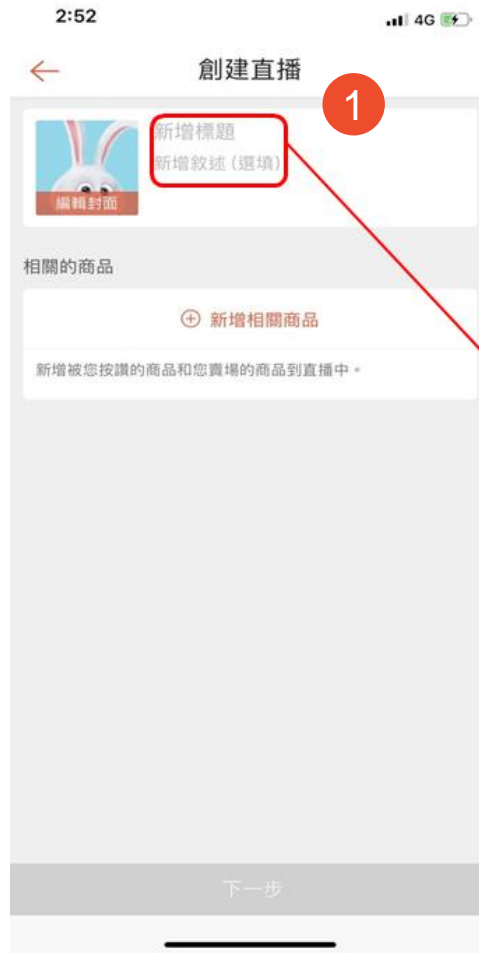 2:52
4G
創建直播
1
新增標題
新增敘述 (選填)
編輯封面
相關的商品
新增相關商品
新增被您按讚的商品和您賣場的商品到直播中。
下一步